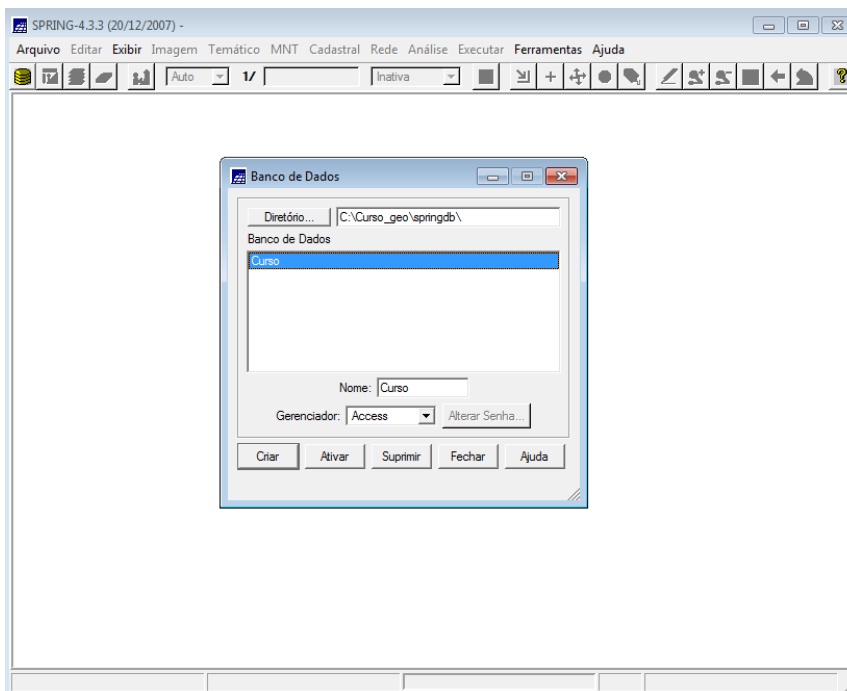 SPRING-4.3.3 (20/12/2007) -
Arquivo Editar Exibir Imagem Temático MNT Cadastral Rede Análise Executar Ferramentas Ajuda
Auto 1/ Inativa
Banco de Dados
Diretório... C:\Curso_geo\springdb\
Banco de Dados
Curso
Nome: Curso
Gerenciador: Access Alterar Senha...
Criar Ativar Suprimir Fechar Ajuda